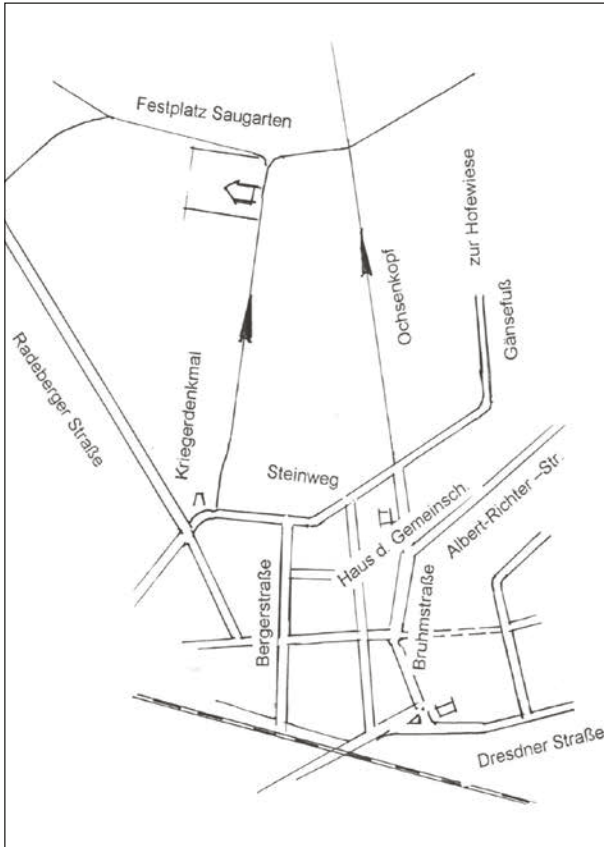 Festplatz Saugarten
zur Hofewiese
Ochsenkopf
Gänsefuß
Radeberger Straße
Kriegerdenkmal
Steinweg
Haus d. Gemeinsch.
Albert-Richter –Str.
Bergerstraße
Bruhmstraße
Dresdner Straße